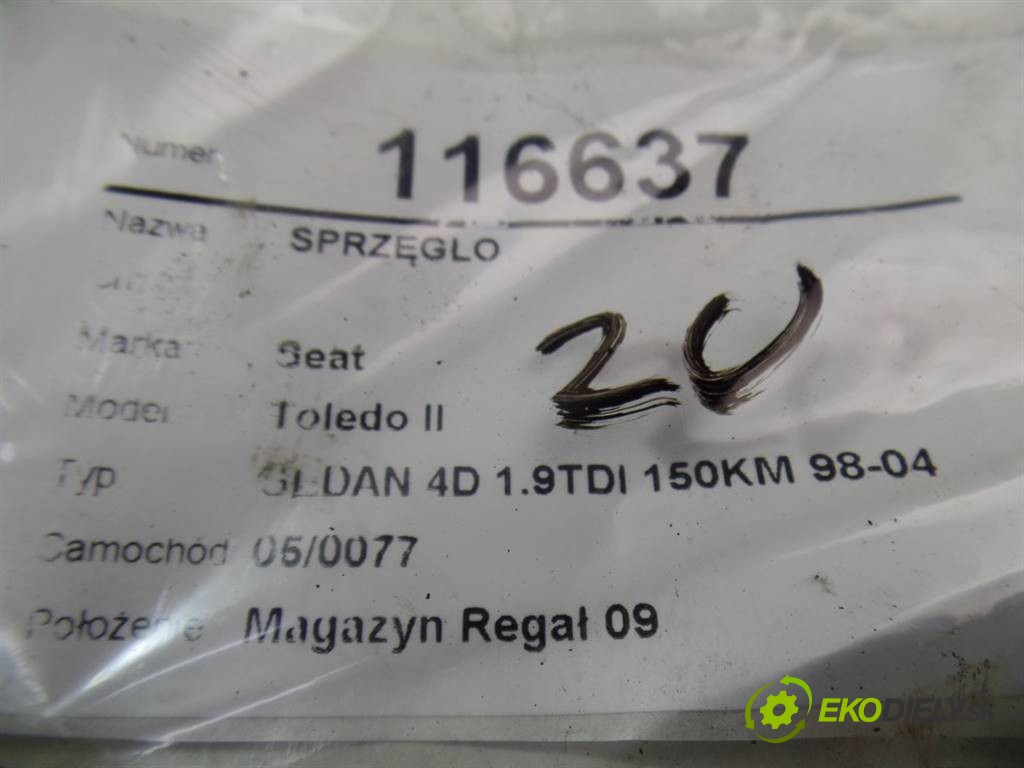 Numer 116637
Nazwa SPRZĘGLO
Marka Seat
Model Toledo II
Typ SEDAN 4D 1.9TDI 150KM 98-04
Samochód 05/0077
Położenie Magazyn Regał 09
20
EKODIELY.sk